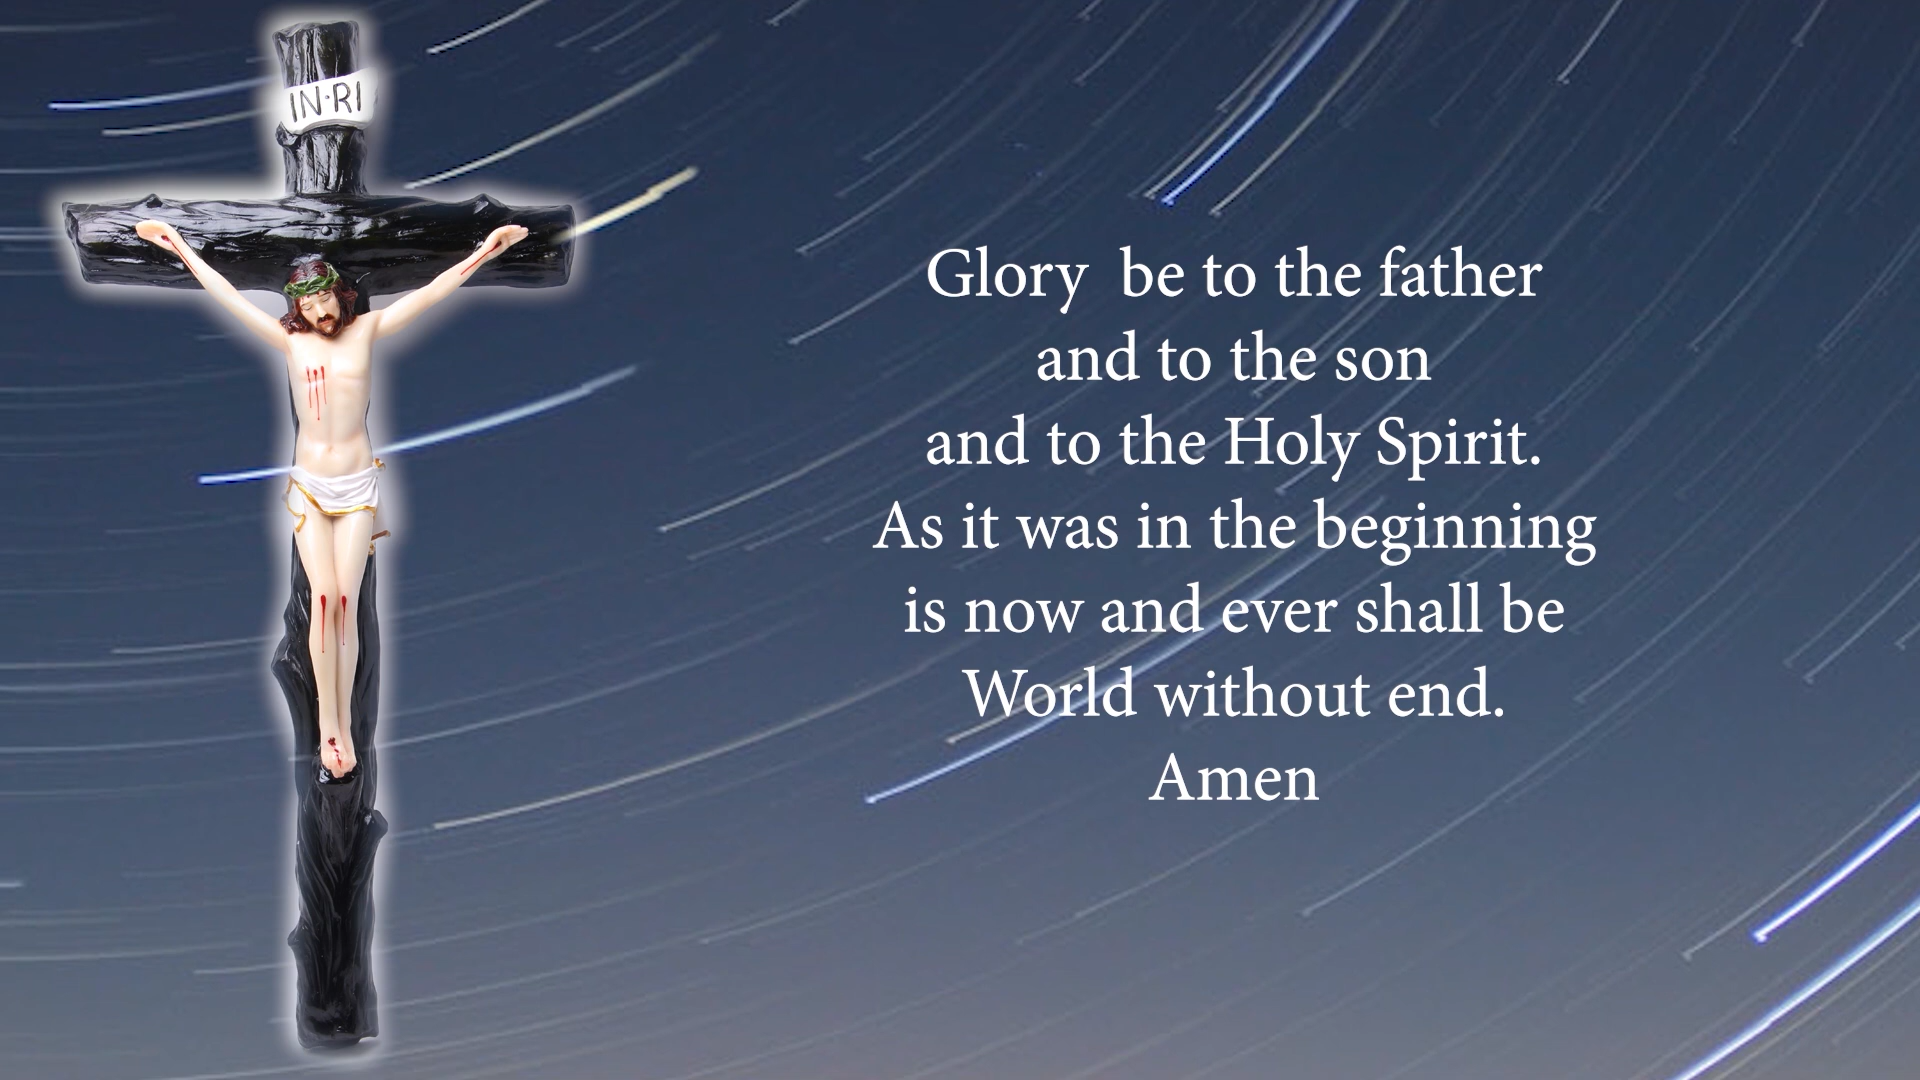 IN·RI
Glory  be to the father
and to the son
and to the Holy Spirit.
As it was in the beginning
is now and ever shall be
World without end.
Amen